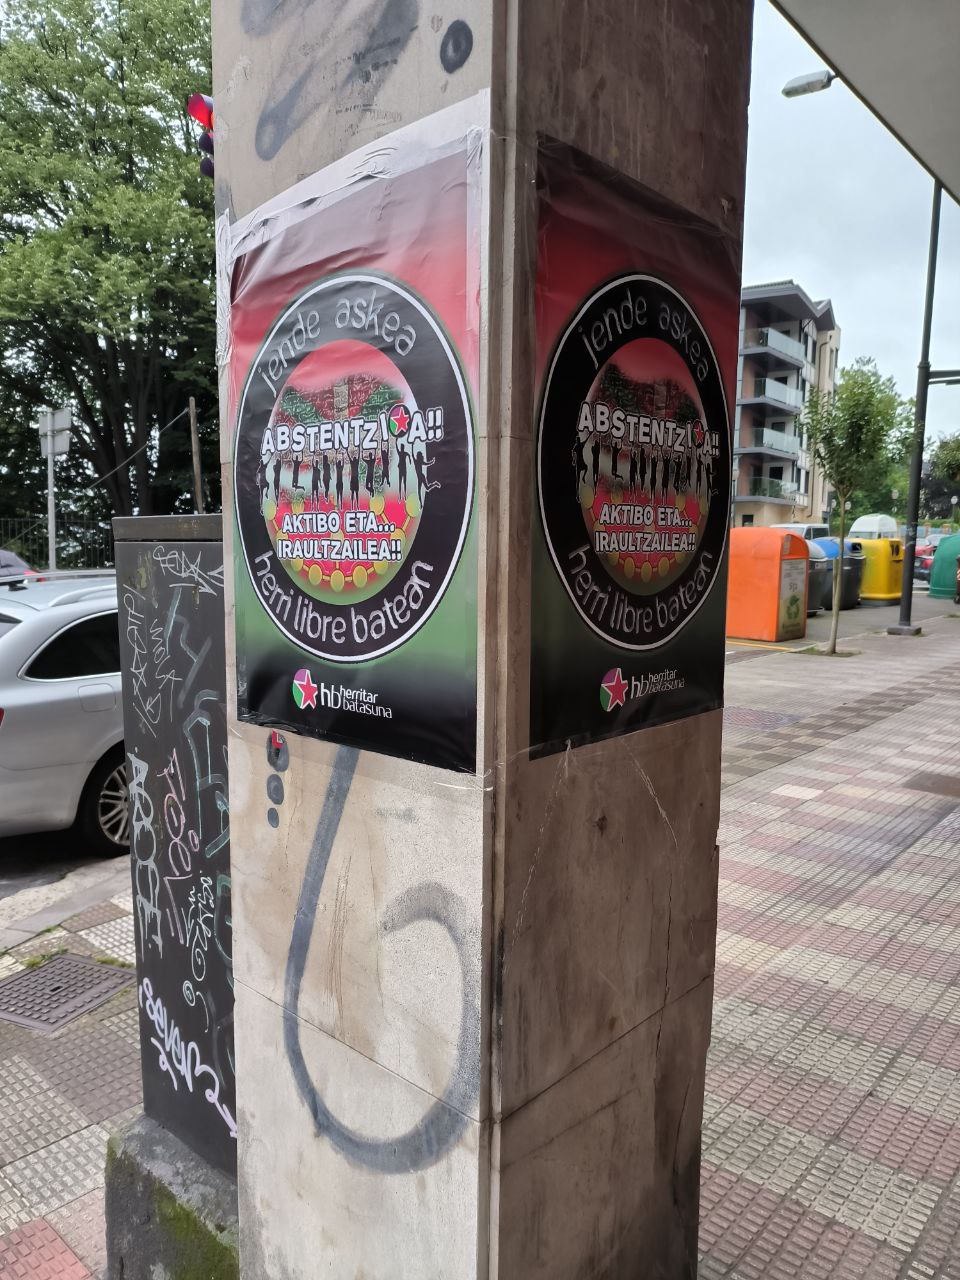 jende askea
ABSTENTZIOA!!
AKTIBO ETA...
IRAULTZAILEA!!
herri libre batean
hb herritar
batasuna
jende askea
ABSTENTZIOA!!
AKTIBO ETA...
IRAULTZAILEA!!
herri libre batean
hb herritar
batasuna